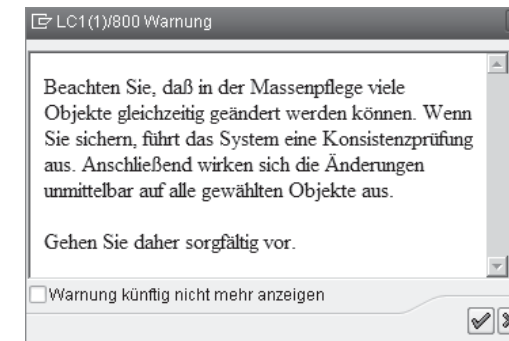 LC1(1)/800 Warnung
Beachten Sie, daß in der Massenpflege viele
Objekte gleichzeitig geändert werden können. Wenn
Sie sichern, führt das System eine Konsistenzprüfung
aus. Anschließend wirken sich die Änderungen
unmittelbar auf alle gewählten Objekte aus.
Gehen Sie daher sorgfältig vor.
Warnung künftig nicht mehr anzeigen